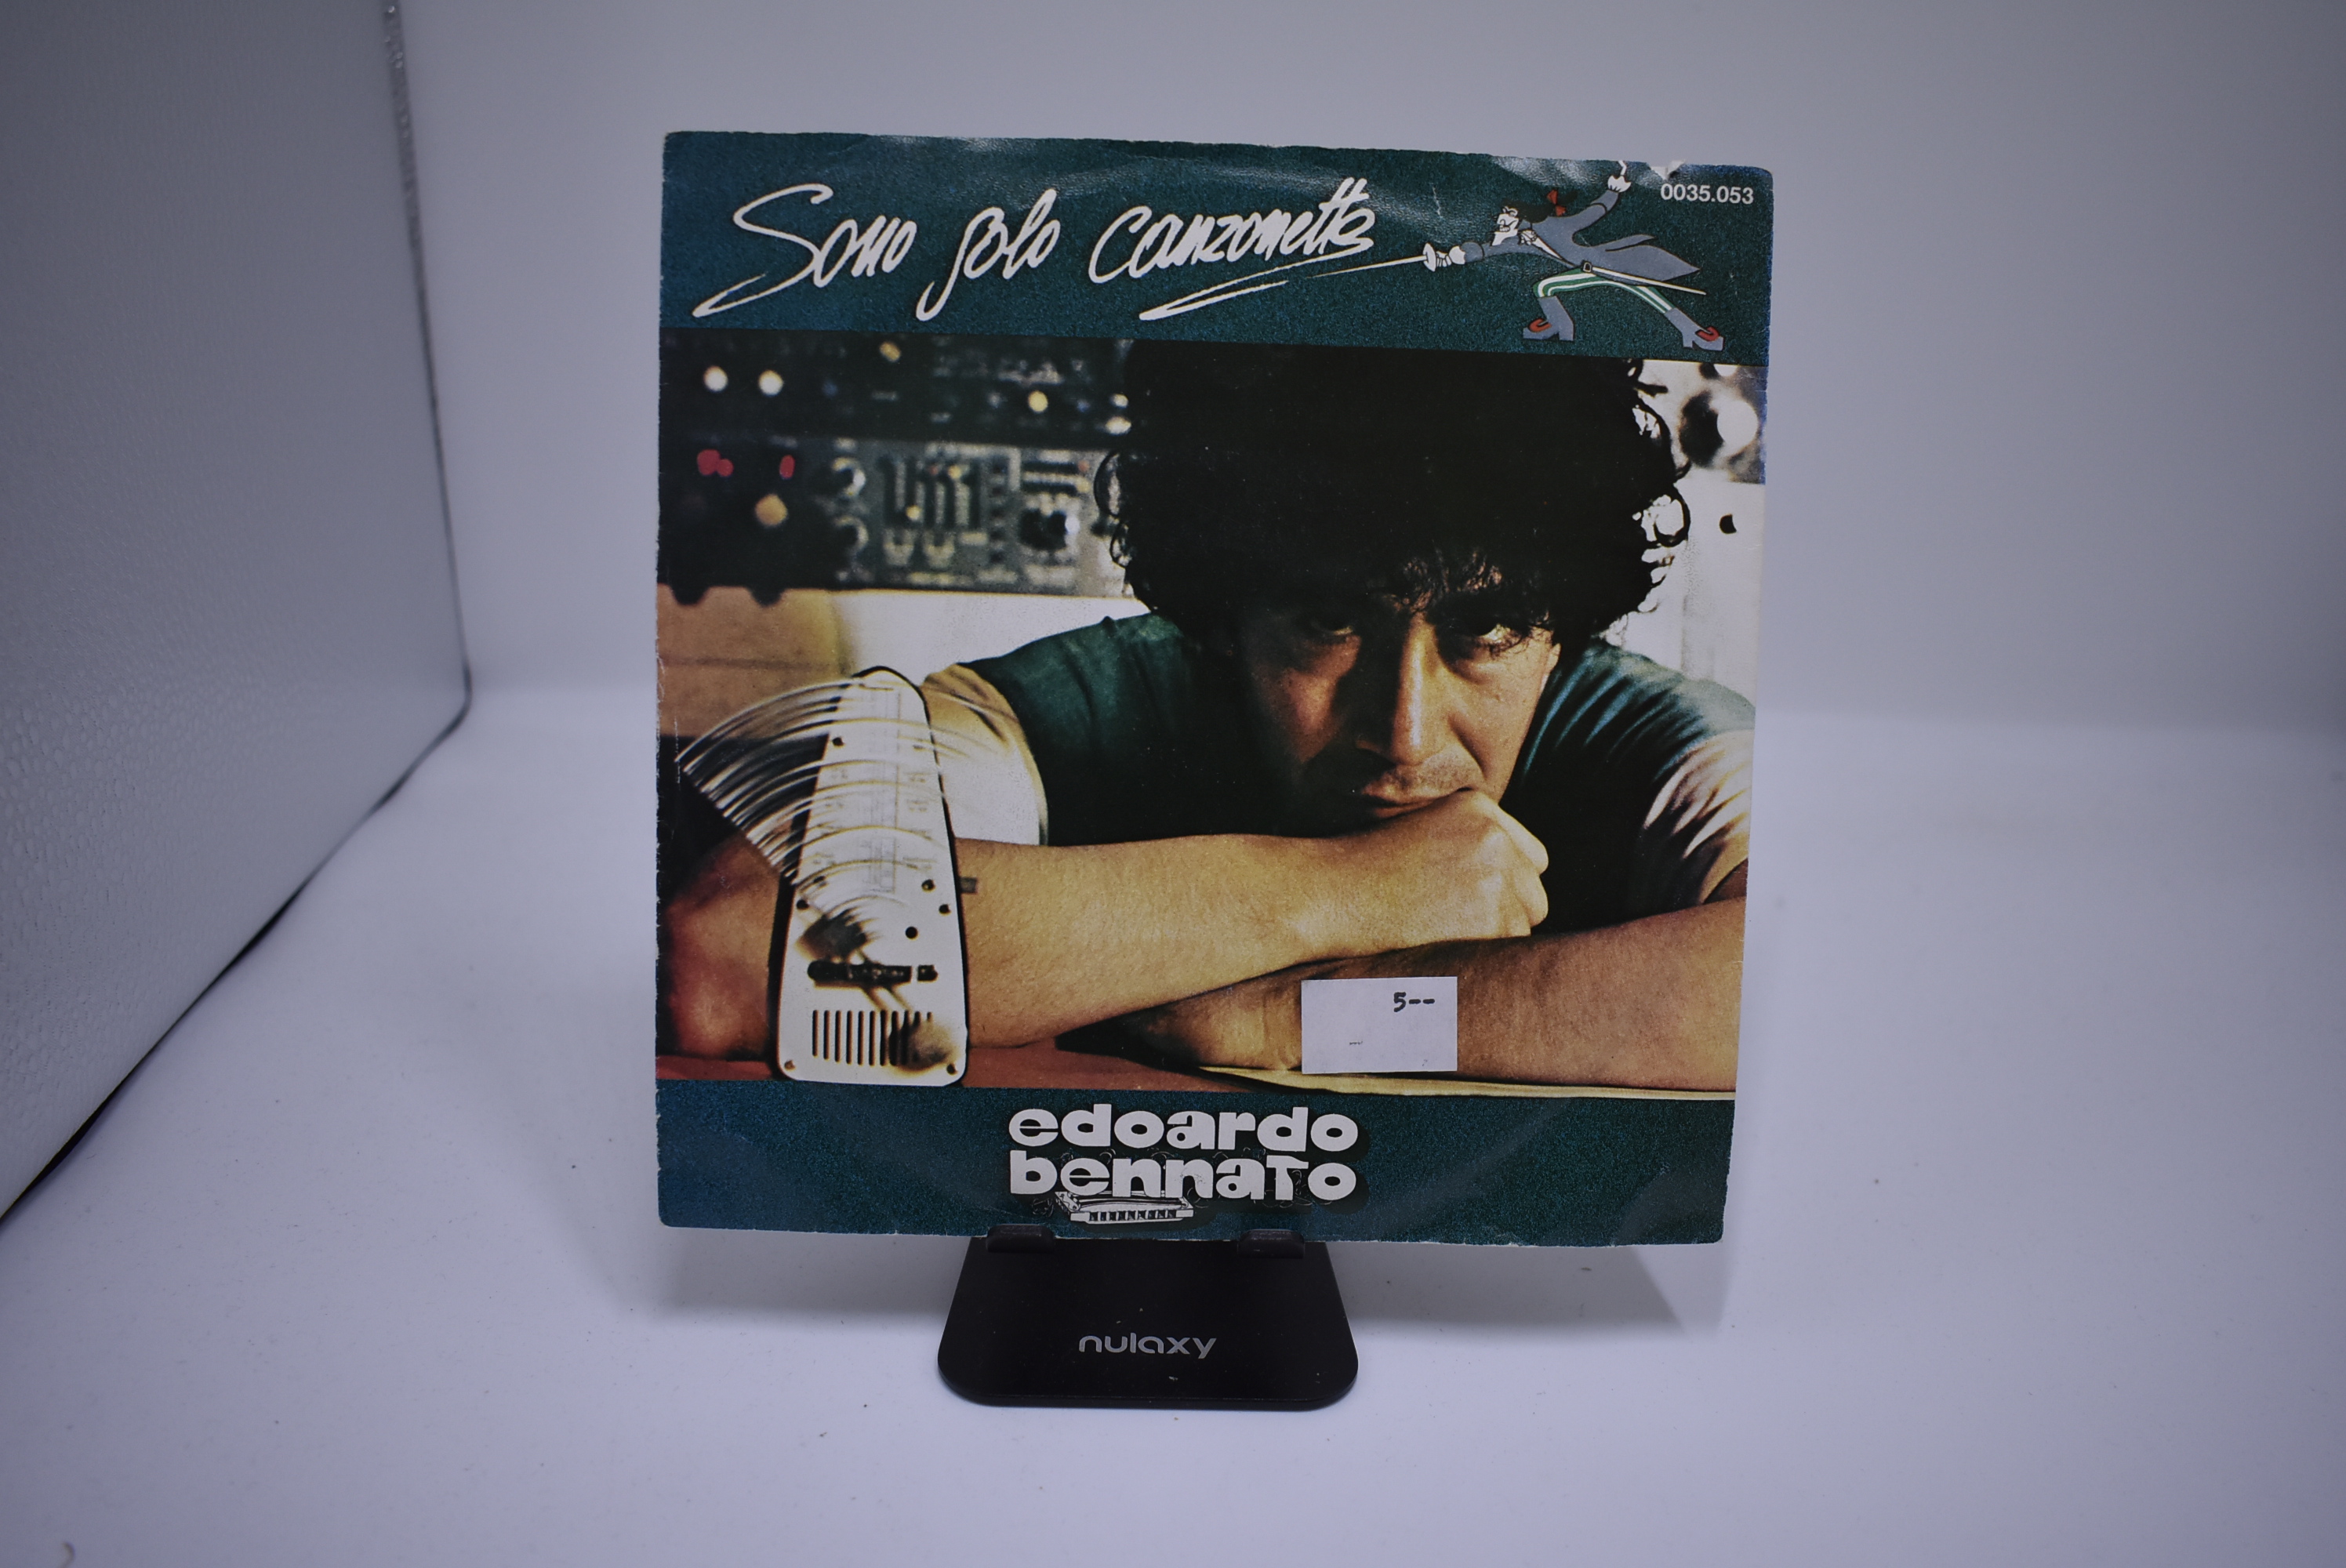 Sono solo canzonette
0035.053
5--
edoardo
bennato
nulaxy